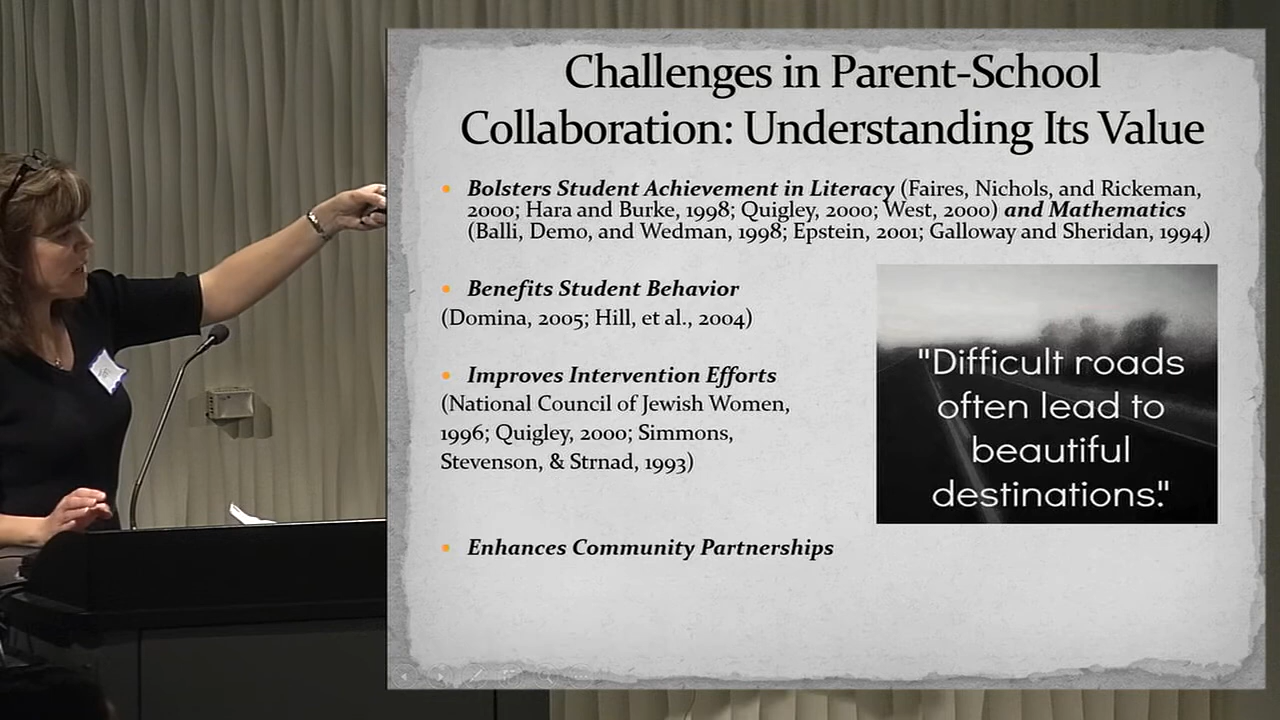 Challenges in Parent-School
Collaboration: Understanding Its Value
• Bolsters Student Achievement in Literacy (Faires, Nichols, and Rickeman,
2000; Hara and Burke, 1998; Quigley, 2000; West, 2000) and Mathematics
(Balli, Demo, and Wedman, 1998; Epstein, 2001; Galloway and Sheridan, 1994)
• Benefits Student Behavior
(Domina, 2005; Hill, et al., 2004)
• Improves Intervention Efforts
(National Council of Jewish Women,
1996; Quigley, 2000; Simmons,
Stevenson, & Strnad, 1993)
"Difficult roads
often lead to
beautiful
destinations."
• Enhances Community Partnerships